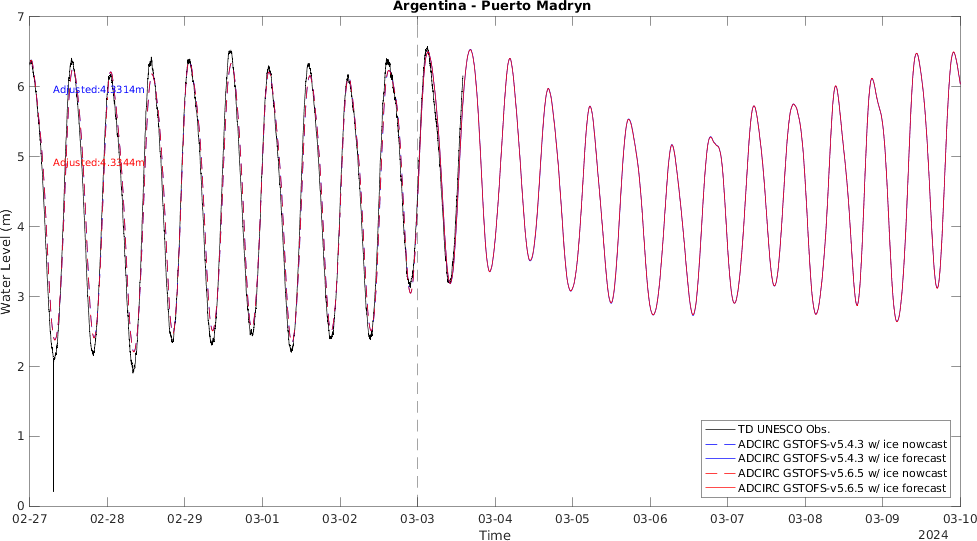 Argentina - Puerto Madryn
Water Level (m)
7
6
5
4
3
2
1
0
Adjusted:4.3314m
Adjusted:4.3344m
TD UNESCO Obs.
ADCIRC GSTOFS-v5.4.3 w/ ice nowcast
ADCIRC GSTOFS-v5.4.3 w/ ice forecast
ADCIRC GSTOFS-v5.6.5 w/ ice nowcast
ADCIRC GSTOFS-v5.6.5 w/ ice forecast
02-27 02-28 02-29 03-01 03-02 03-03 03-04 03-05 03-06 03-07 03-08 03-09 03-10
Time
2024